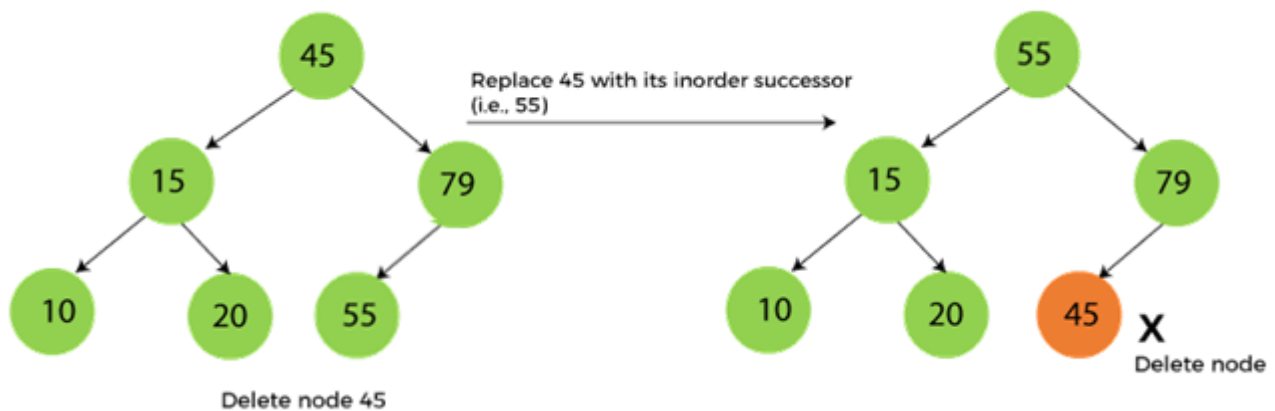 45
55
Replace 45 with its inorder successor
(i.e., 55)
15
79
15
79
10
20
55
10
20
45
X
Delete node
Delete node 45